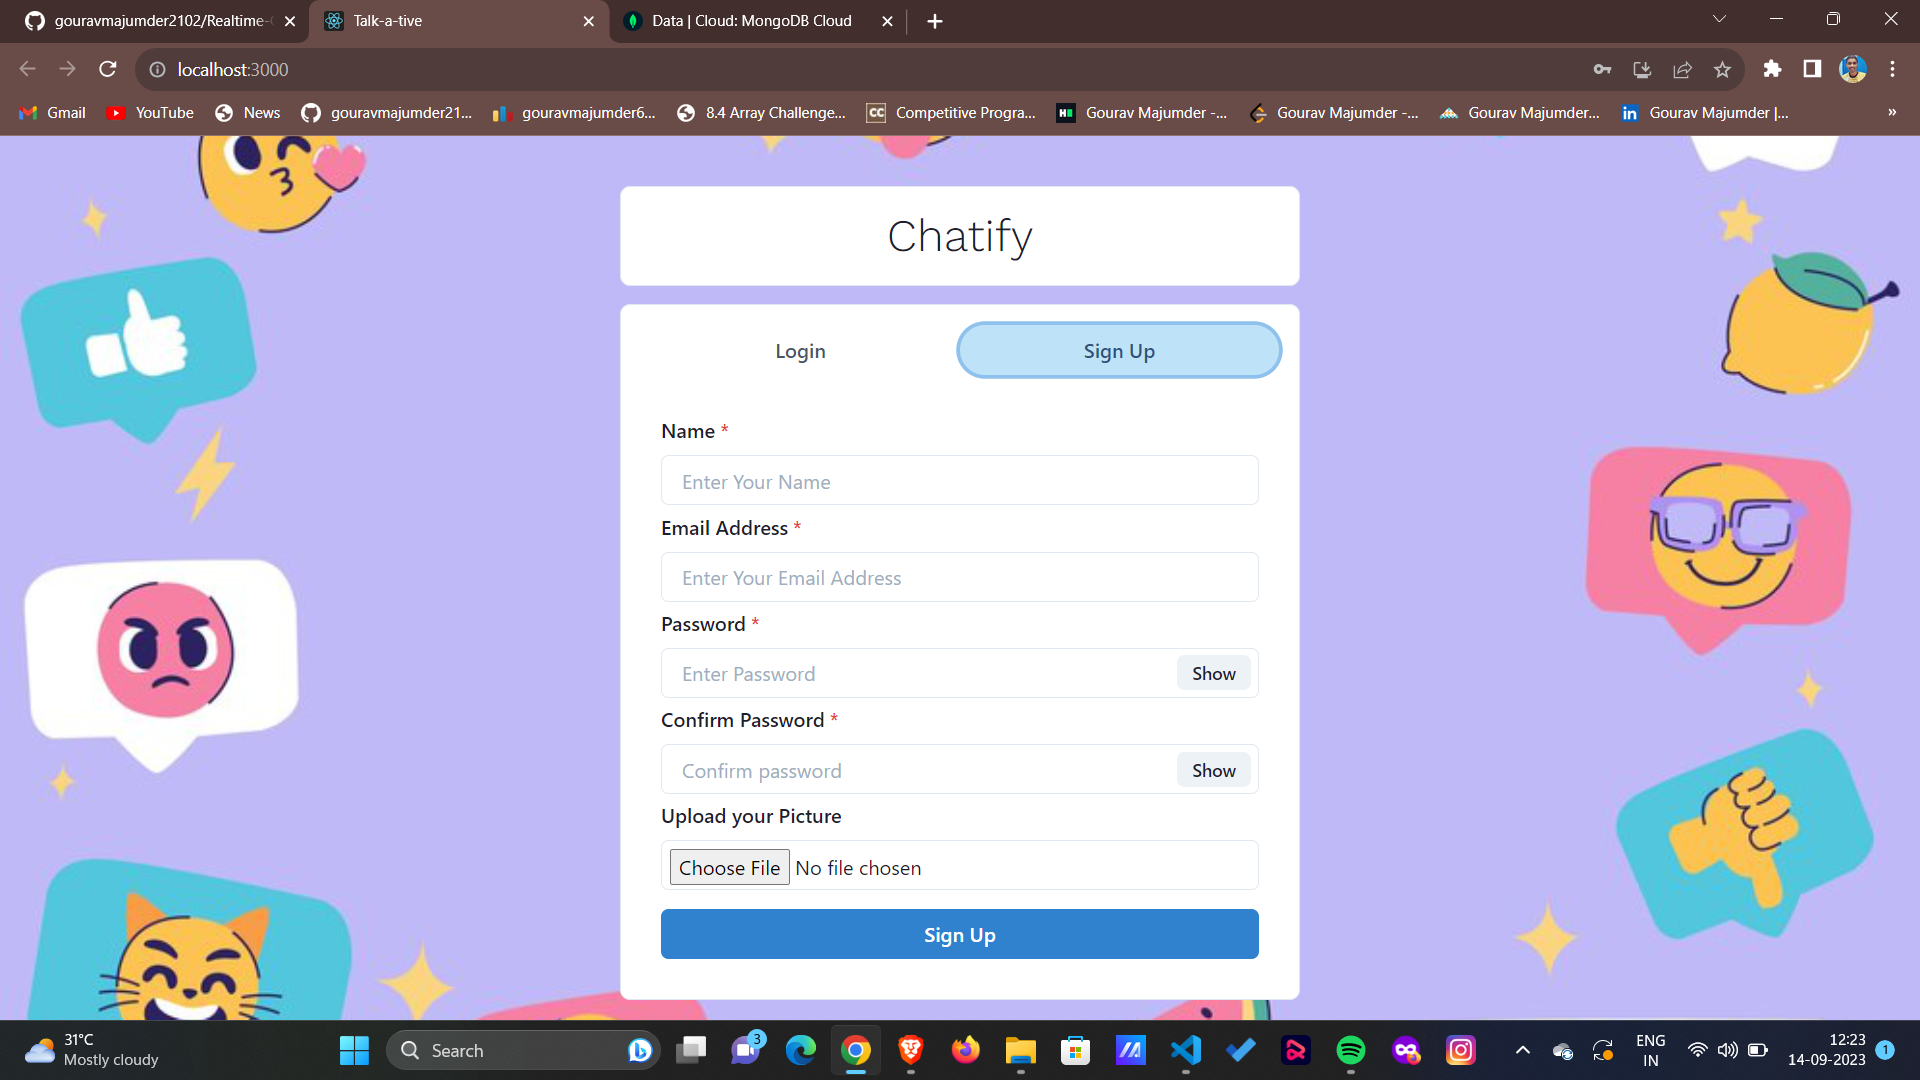 gouravmajumder2102/Realtime-
Talk-a-tive
Data | Cloud: MongoDB Cloud
localhost:3000
Gmail
YouTube
News
gouravmajumder21...
gouravmajumder6...
8.4 Array Challenge...
CC
Competitive Progra...
Gourav Majumder -...
Gourav Majumder -...
Gourav Majumder...
in
Gourav Majumder |...
»
Chatify
Login
Sign Up
Name *
Enter Your Name
Email Address *
Enter Your Email Address
Password *
Enter Password
Show
Confirm Password *
Confirm password
Show
Upload your Picture
Choose File
No file chosen
Sign Up
31°C
Mostly cloudy
Search
3
ENG
IN
12:23
14-09-2023
1